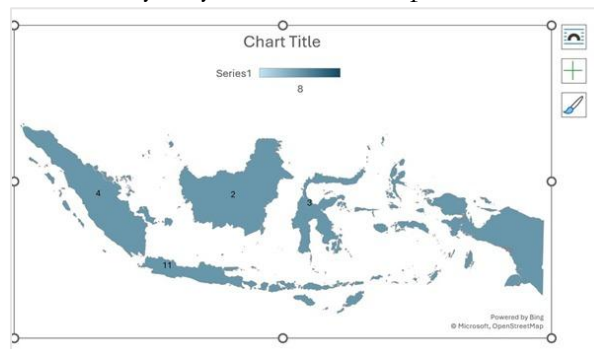 Chart Title
Series1
8
4
2
3
11
Powered by Bing
© Microsoft, OpenStreetMap